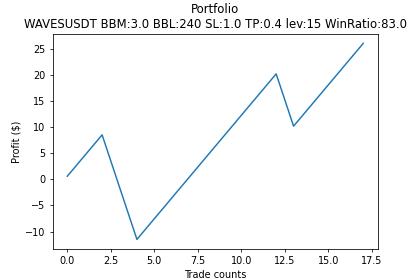 Portfolio
WAVESUSDT BBM:3.0 BBL:240 SL:1.0 TP:0.4 lev:15 WinRatio:83.0
25
20
15
10
5
0
−5
−10
Profit ($)
0.0 2.5 5.0 7.5 10.0 12.5 15.0 17.5
Trade counts